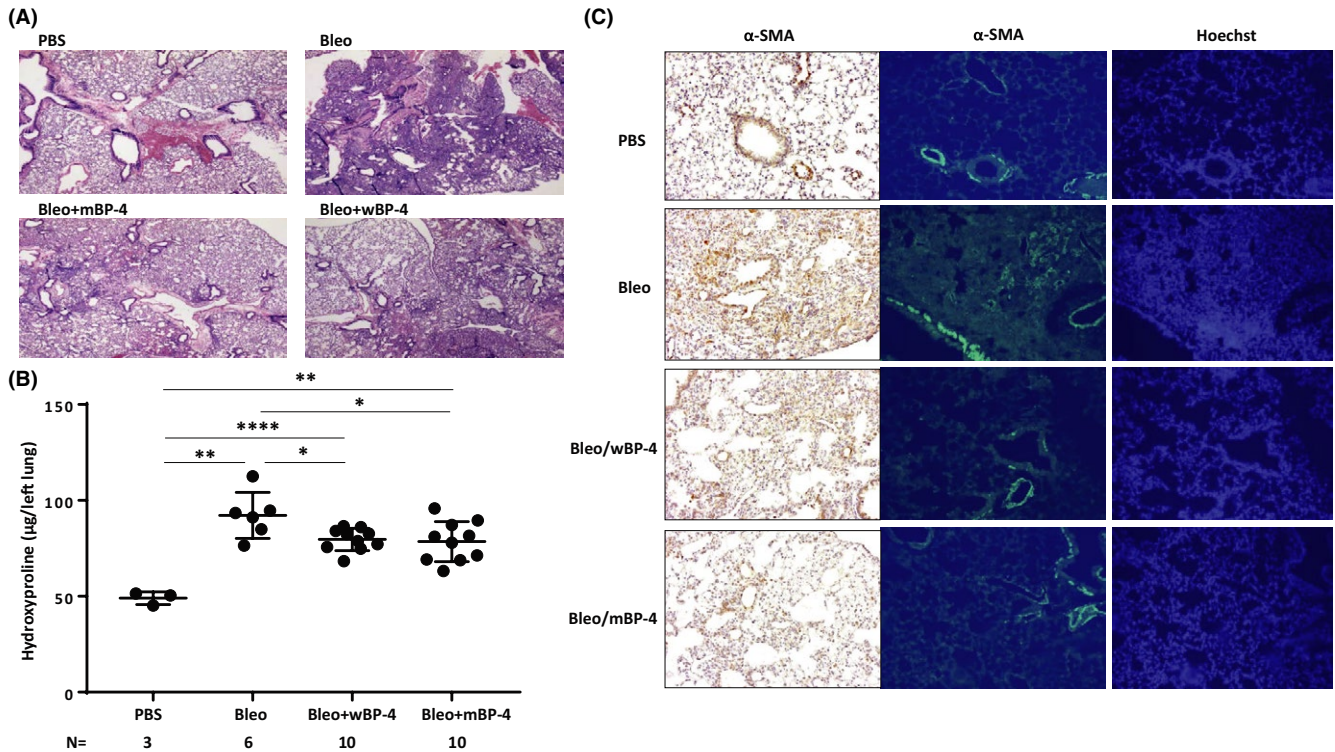 (A)
PBS
Bleo
Bleo+mBP-4
Bleo+wBP-4
(B)
**
*
****
**
*
150
100
50
0
Hydroxyproline (µg/left lung)
PBS
Bleo
Bleo+wBP-4
Bleo+mBP-4
N=
3
6
10
10
(C)
α-SMA
α-SMA
Hoechst
PBS
Bleo
Bleo/wBP-4
Bleo/mBP-4